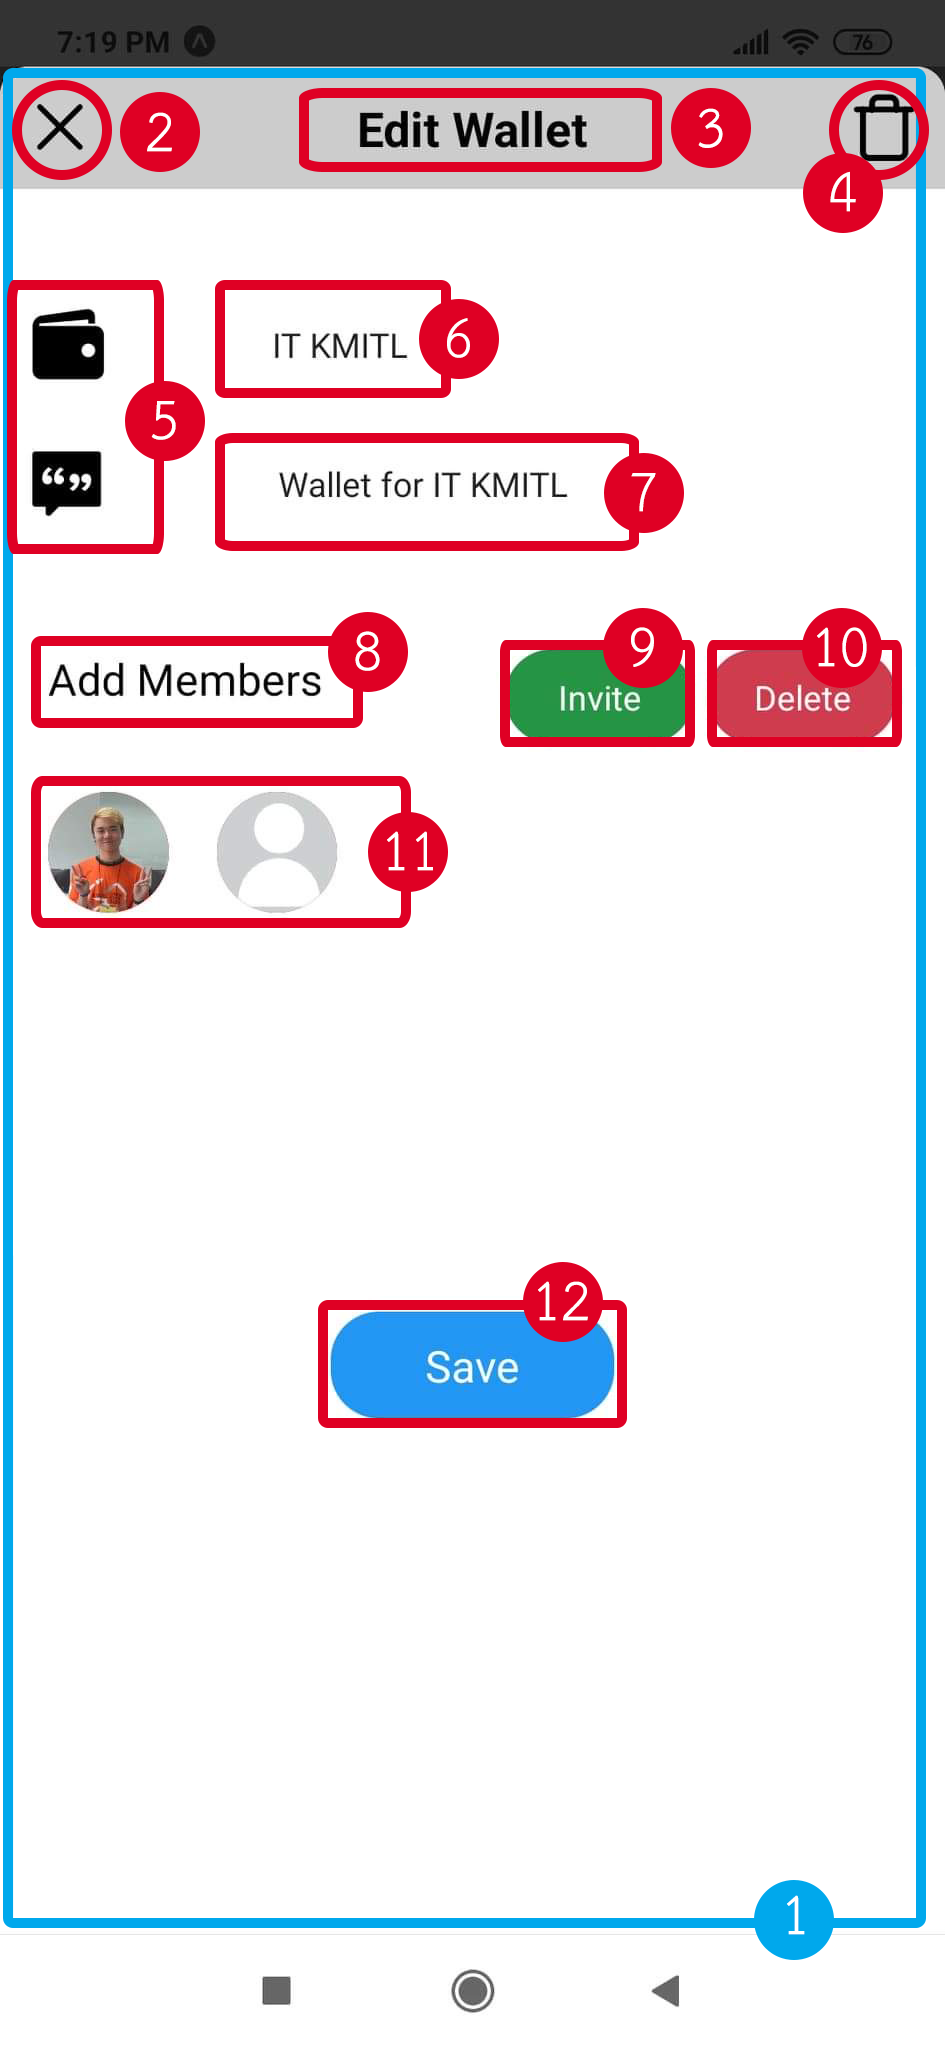 7:19 PM
76
2
Edit Wallet
3
4
IT KMITL
6
5
“ ”
Wallet for IT KMITL
7
Add Members
8
Invite
9
Delete
10
11
12
Save
1